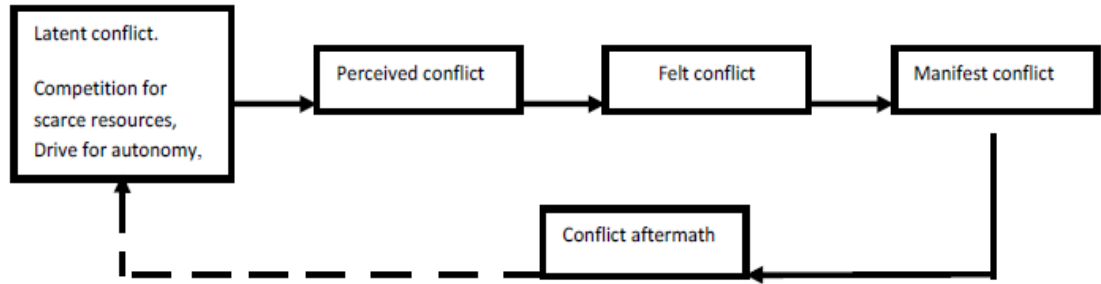 Latent conflict.
Competition for
scarce resources,
Drive for autonomy,
Perceived conflict
Felt conflict
Manifest conflict
Conflict aftermath